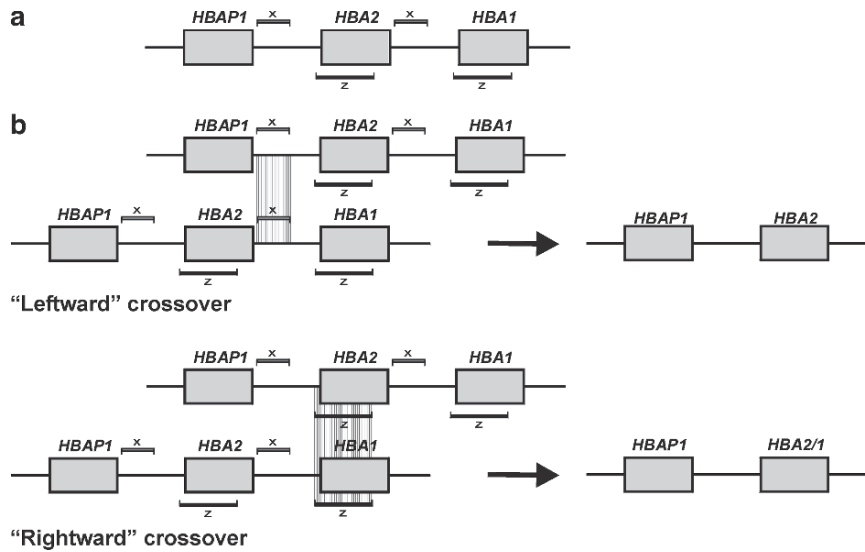 a
HBAP1 x HBA2 x HBA1
z z
b
HBAP1 x HBA2 x HBA1
z z
HBAP1 x HBA2 x HBA1
HBAP1 HBA2
z z
“Leftward” crossover
HBAP1 x HBA2 x HBA1
z z
HBAP1 x HBA2 x HBA1
HBAP1 HBA2/1
z z
“Rightward” crossover